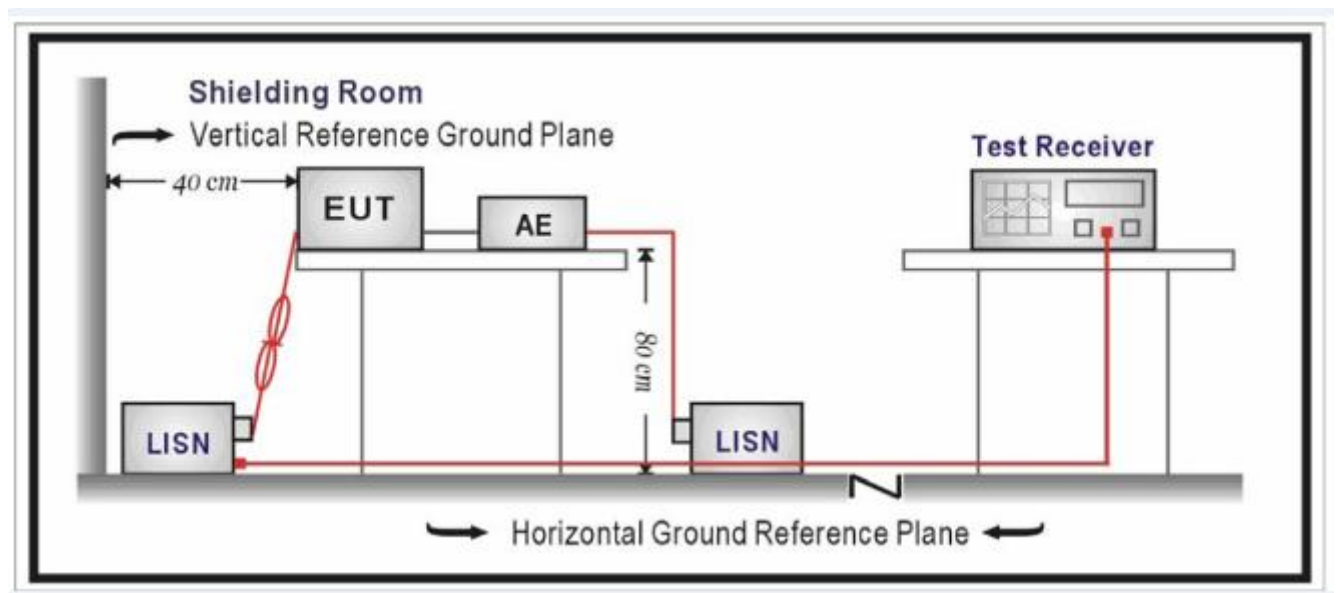 Shielding Room
Vertical Reference Ground Plane
Test Receiver
40 cm
EUT
AE
80 cm
LISN
LISN
Horizontal Ground Reference Plane